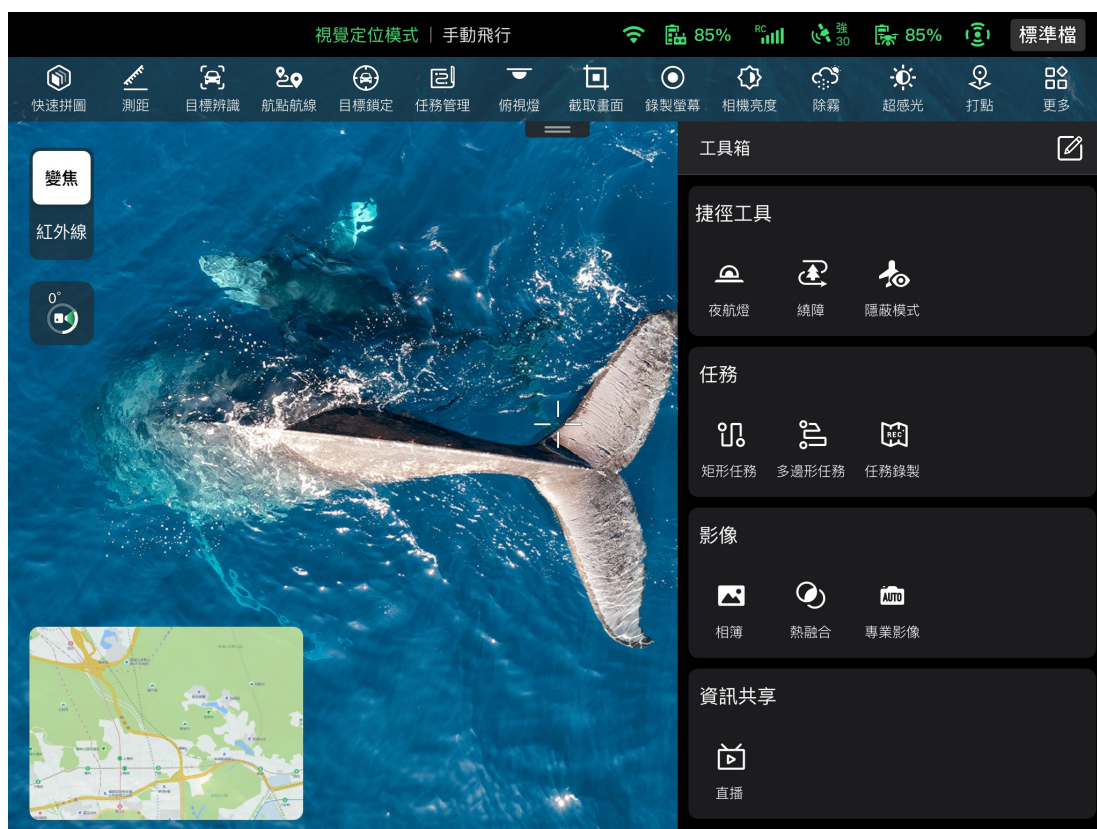 視覺定位模式 | 手動飛行 85% RC 強 30 85% 標準檔
快速拼圖 測距 目標辨識 航點航線 目標鎖定 任務管理 俯視燈 截取畫面 錄製螢幕 相機亮度 除霧 超感光 打點 更多
變焦
紅外線
0°
工具箱
捷徑工具
夜航燈 繞障 隱蔽模式
任務
REC
矩形任務 多邊形任務 任務錄製
影像
AUTO
相簿 熱融合 專業影像
資訊共享
直播